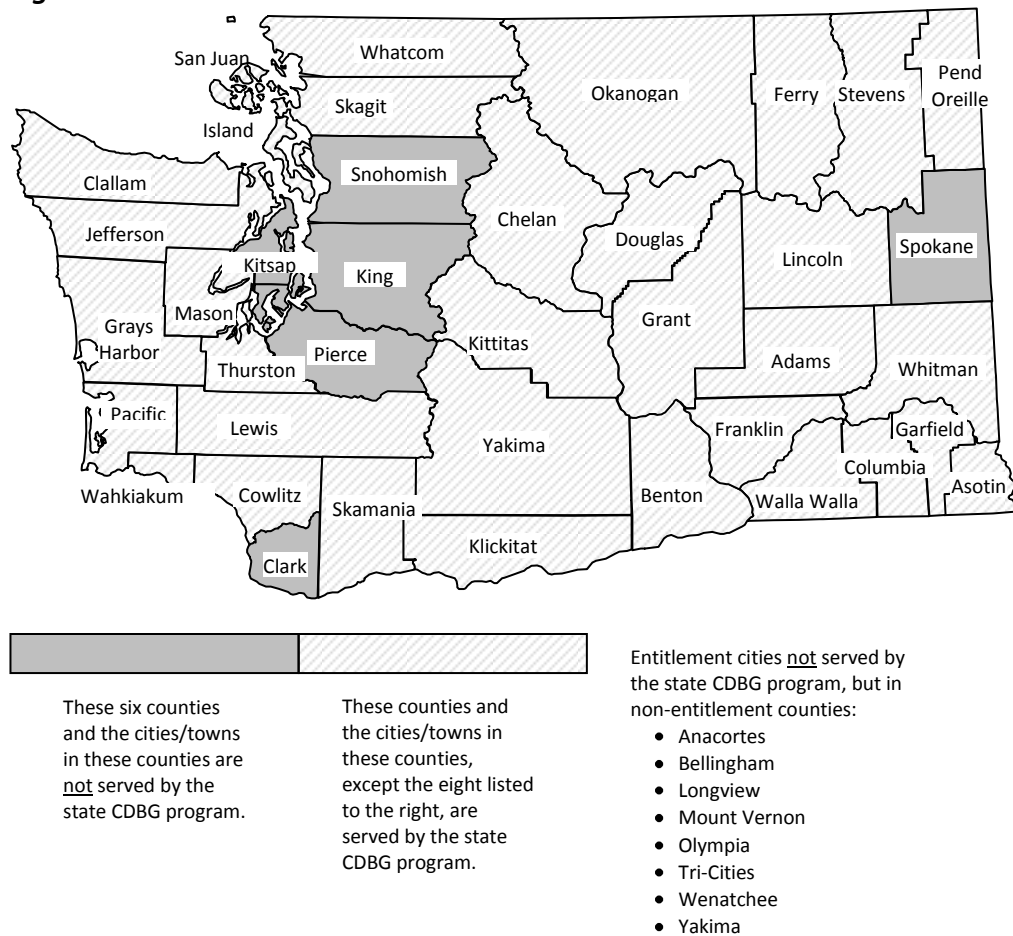 Whatcom
San Juan
Skagit
Island
Okanogan
Ferry
Stevens
Pend
Oreille
Clallam
Snohomish
Chelan
Jefferson
Douglas
Spokane
Kitsap
King
Lincoln
Mason
Grays
Harbor
Grant
Kittitas
Pierce
Thurston
Adams
Whitman
Pacific
Lewis
Franklin
Garfield
Yakima
Columbia
Wahkiakum
Cowlitz
Skamania
Benton
Walla Walla
Asotin
Klickitat
Clark
These six counties
and the cities/towns
in these counties are
not served by the
state CDBG program.
These counties and
the cities/towns in
these counties,
except the eight listed
to the right, are
served by the state
CDBG program.
Entitlement cities not served by
the state CDBG program, but in
non-entitlement counties:
• Anacortes
• Bellingham
• Longview
• Mount Vernon
• Olympia
• Tri-Cities
• Wenatchee
• Yakima